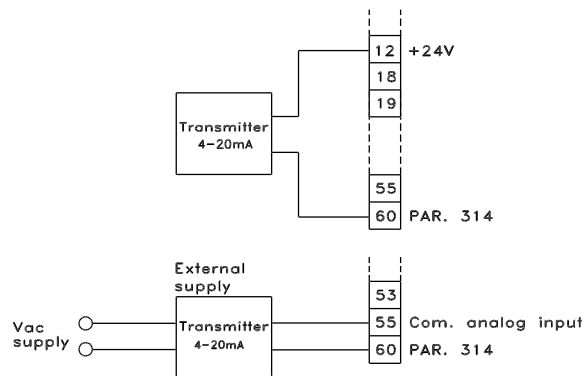 12 +24V
18
19
Transmitter
4-20mA
55
60 PAR. 314
External
supply
53
Vac
supply
Transmitter
4-20mA
55 Com. analog input
60 PAR. 314